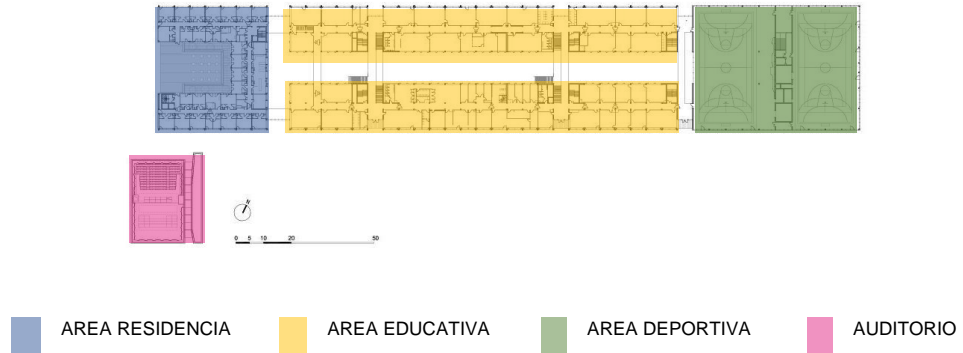 N
0 5 10 20 50
AREA RESIDENCIA AREA EDUCATIVA AREA DEPORTIVA AUDITORIO